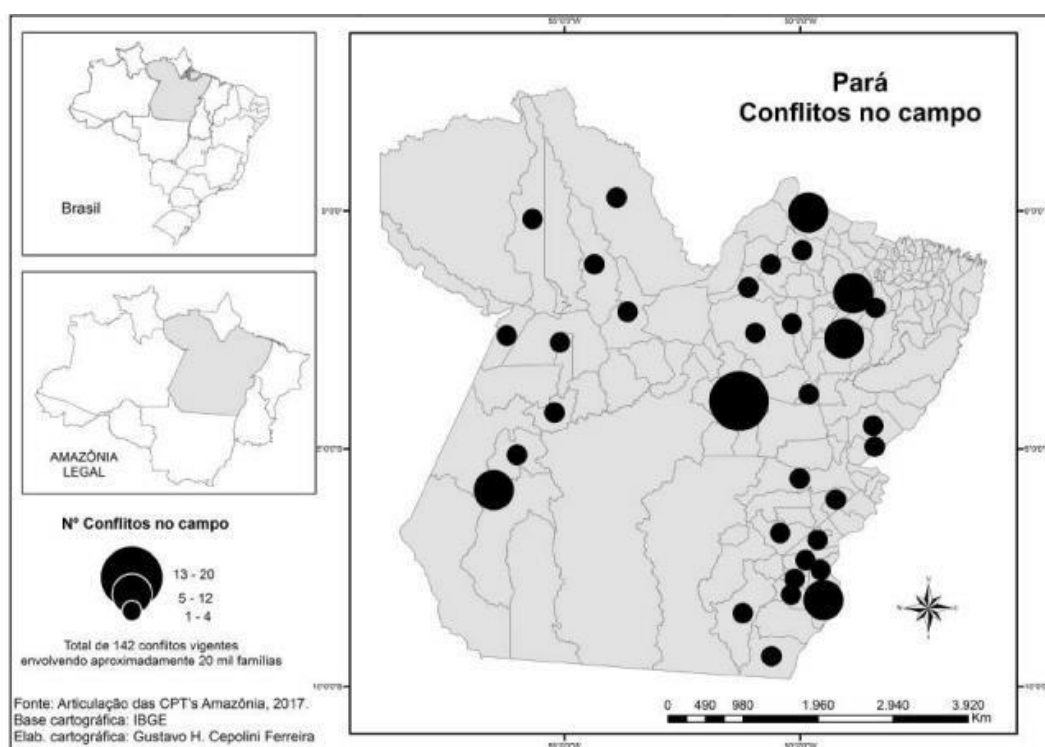 Brasil
AMAZÔNIA
LEGAL
Nº Conflitos no campo
13 - 20
5 - 12
1 - 4
Total de 142 conflitos vigentes
envolvendo aproximadamente 20 mil famílias
Fonte: Articulação das CPT's Amazônia, 2017.
Base cartográfica: IBGE
Elab. cartográfica: Gustavo H. Cepolini Ferreira
Pará
Conflitos no campo
0 490 980 1.960 2.940 3.920
Km